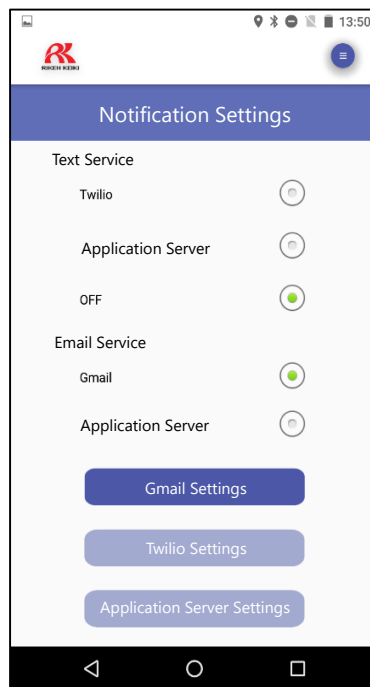 13:50
RIKEN KEIKI
Notification Settings
Text Service
Twilio
Application Server
OFF
Email Service
Gmail
Application Server
Gmail Settings
Twilio Settings
Application Server Settings